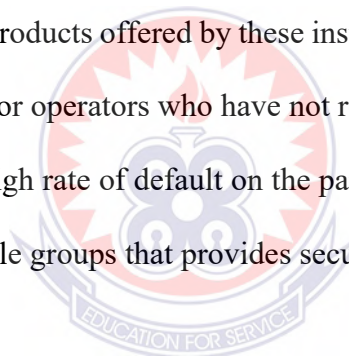 roducts offered by these ins
or operators who have not r
gh rate of default on the pa
le groups that provides secu
EDUCATION FOR SERVICE